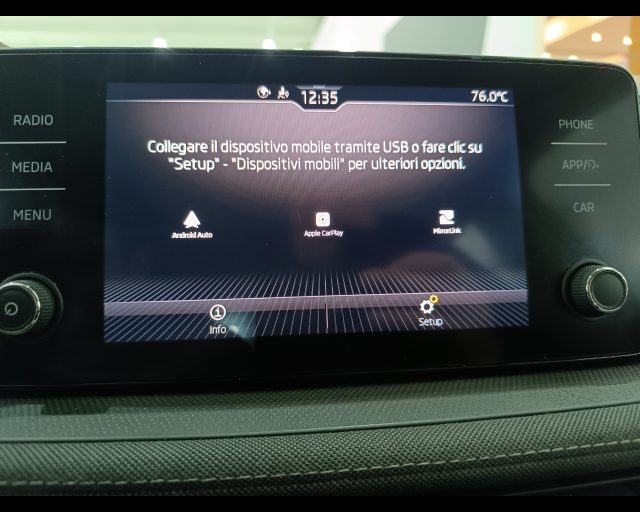 12:35
76.0°C
RADIO
MEDIA
MENU
PHONE
APP/
CAR
Collegare il dispositivo mobile tramite USB o fare clic su
"Setup" - "Dispositivi mobili" per ulteriori opzioni.
Android Auto
Apple CarPlay
MirrorLink
Info
Setup